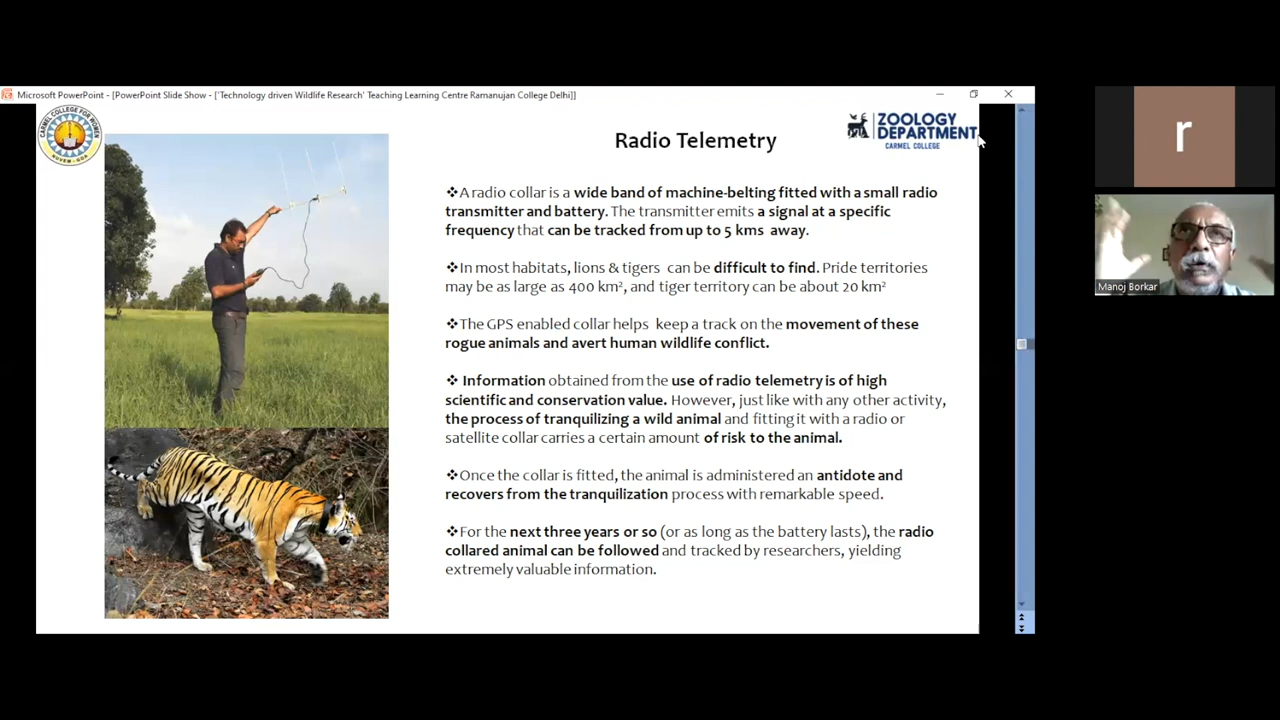 Microsoft PowerPoint - [PowerPoint Slide Show - ['Technology driven Wildlife Research' Teaching Learning Centre Ramanujan College Delhi]]
CARMEL COLLEGE FOR WOMEN
NUVEM-GOA
Radio Telemetry
ZOOLOGY
DEPARTMENT
CARMEL COLLEGE
❖A radio collar is a wide band of machine-belting fitted with a small radio
transmitter and battery. The transmitter emits a signal at a specific
frequency that can be tracked from up to 5 kms away.
❖In most habitats, lions & tigers can be difficult to find. Pride territories
may be as large as 400 km², and tiger territory can be about 20 km²
❖The GPS enabled collar helps keep a track on the movement of these
rogue animals and avert human wildlife conflict.
❖ Information obtained from the use of radio telemetry is of high
scientific and conservation value. However, just like with any other activity,
the process of tranquilizing a wild animal and fitting it with a radio or
satellite collar carries a certain amount of risk to the animal.
❖Once the collar is fitted, the animal is administered an antidote and
recovers from the tranquilization process with remarkable speed.
❖For the next three years or so (or as long as the battery lasts), the radio
collared animal can be followed and tracked by researchers, yielding
extremely valuable information.
r
Manoj Borkar